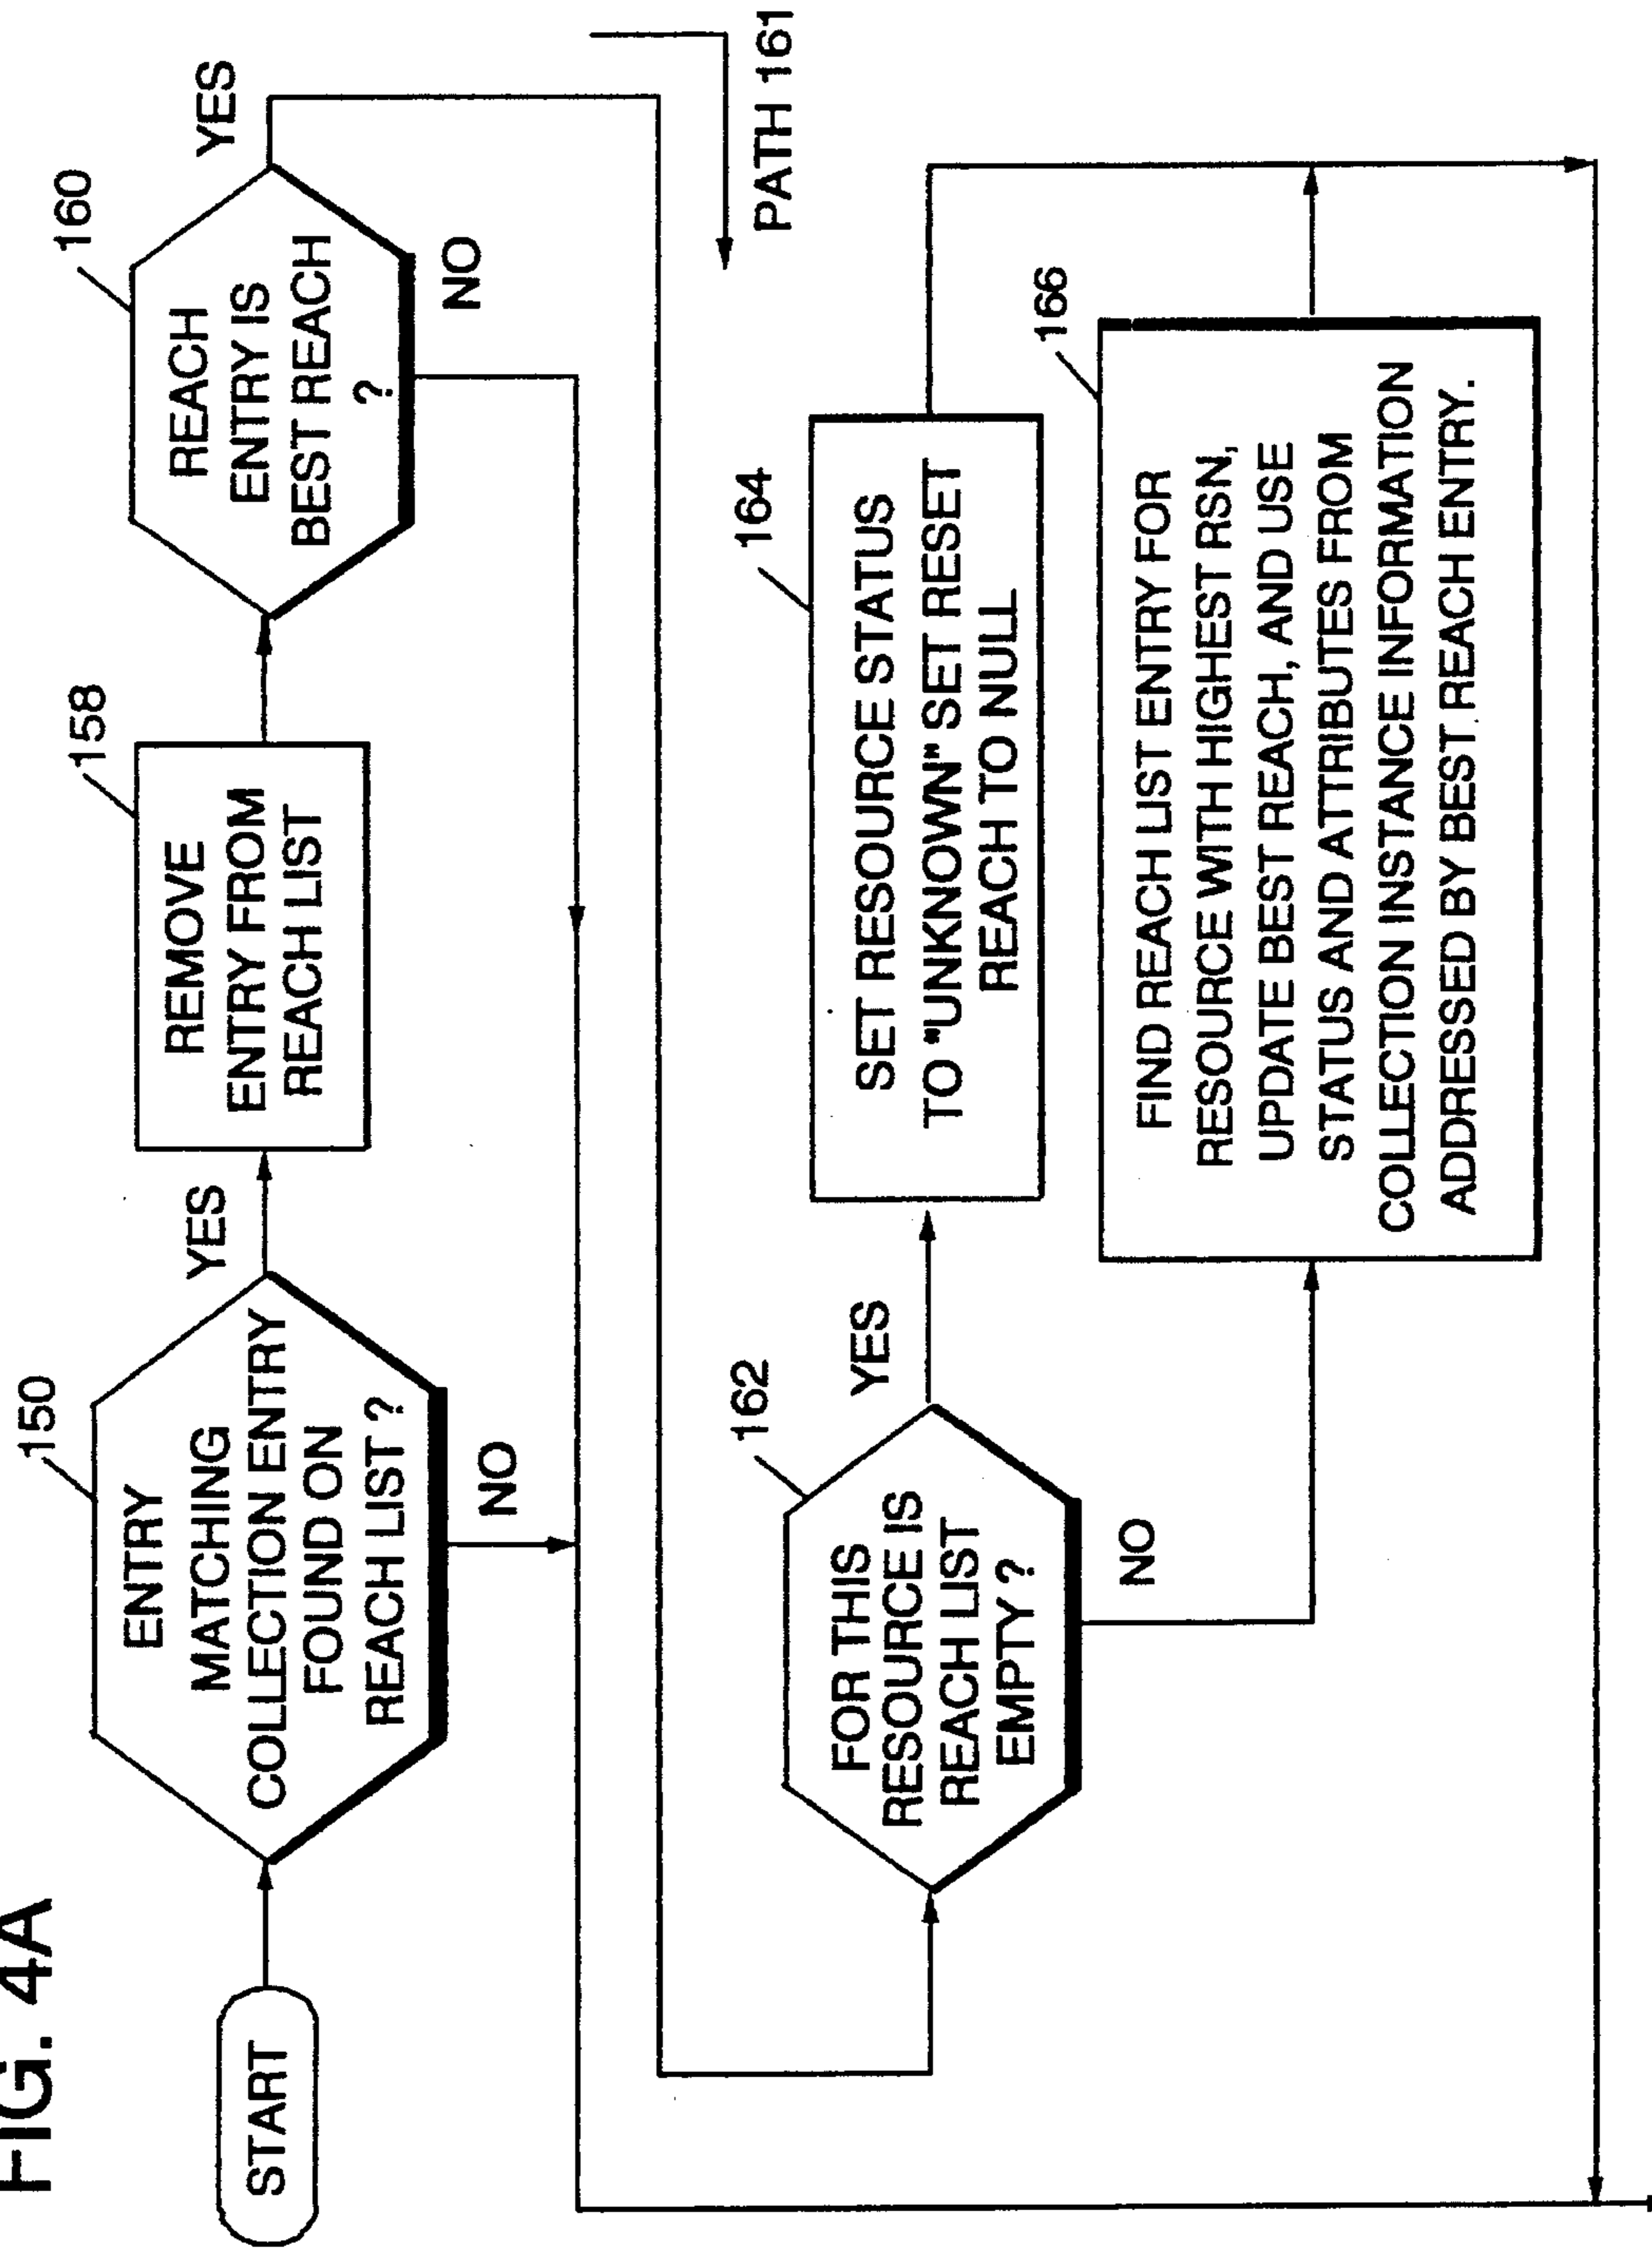 FIG. 4A
START
150
ENTRY
MATCHING
COLLECTION ENTRY
FOUND ON
REACH LIST ?
YES
NO
158
REMOVE
ENTRY FROM
REACH LIST
160
REACH
ENTRY IS
BEST REACH
?
YES
NO
PATH 161
162
FOR THIS
RESOURCE IS
REACH LIST
EMPTY ?
YES
NO
164
SET RESOURCE STATUS
TO "UNKNOWN" SET RESET
REACH TO NULL
166
FIND REACH LIST ENTRY FOR
RESOURCE WITH HIGHEST RSN,
UPDATE BEST REACH, AND USE
STATUS AND ATTRIBUTES FROM
COLLECTION INSTANCE INFORMATION
ADDRESSED BY BEST REACH ENTRY.